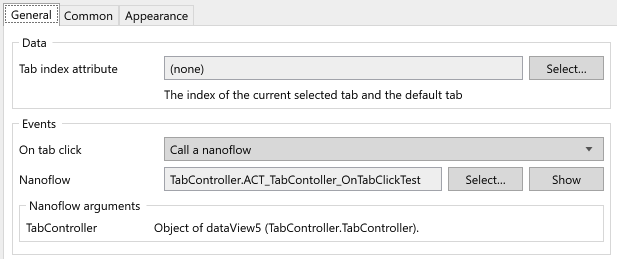 General Common Appearance
Data
Tab index attribute (none) Select...
The index of the current selected tab and the default tab
Events
On tab click Call a nanoflow
Nanoflow TabController.ACT_TabContoller_OnTabClickTest Select... Show
Nanoflow arguments
TabController Object of dataView5 (TabController.TabController).